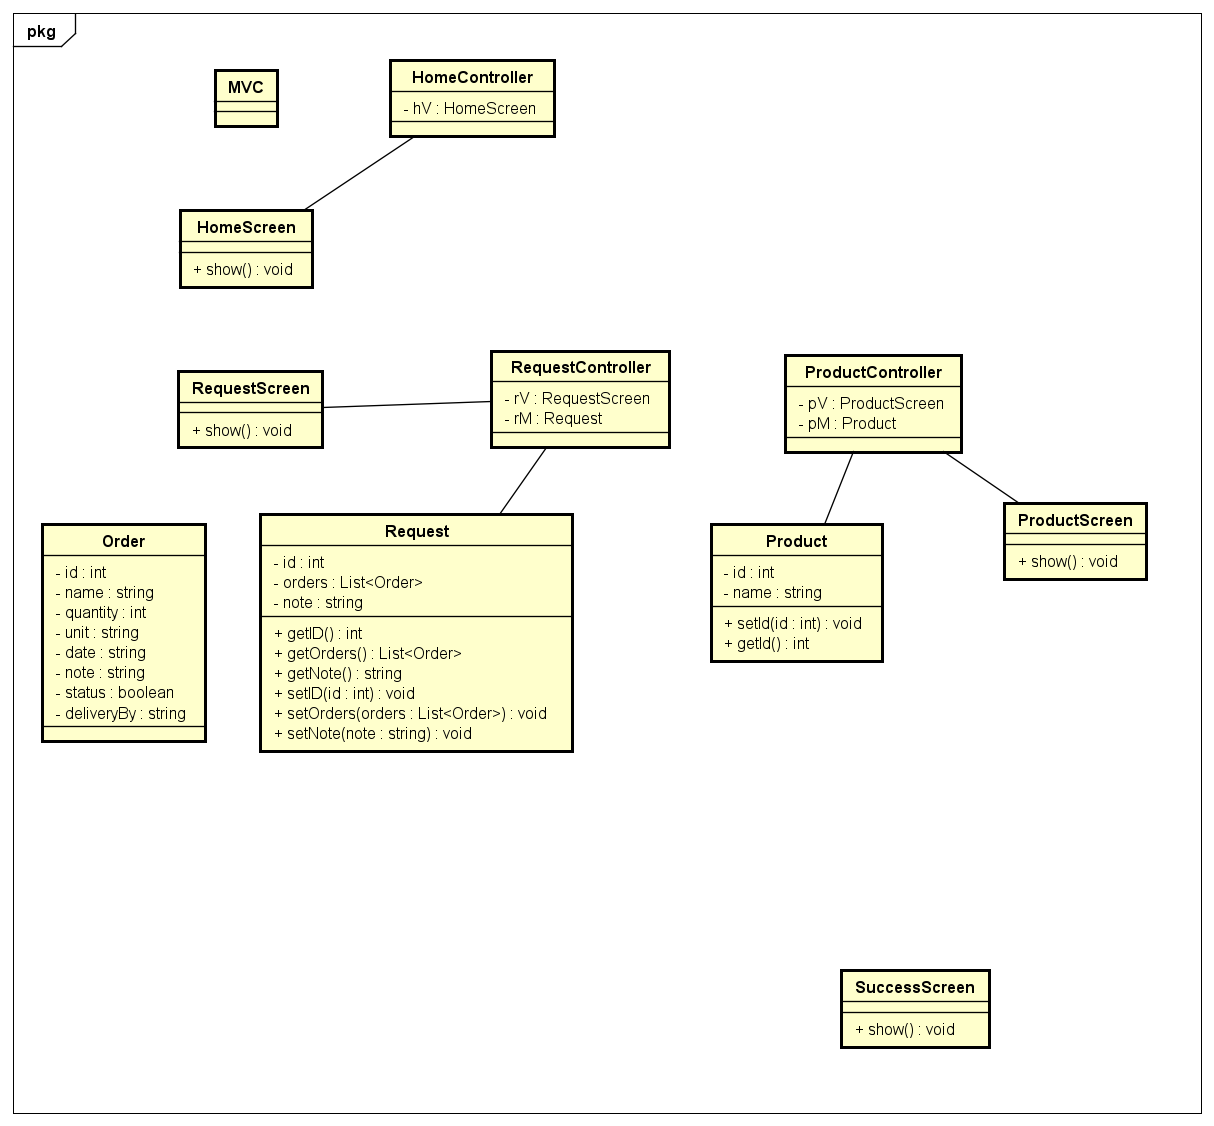 pkg
MVC
HomeController
- hV : HomeScreen
HomeScreen
+ show() : void
RequestScreen
+ show() : void
RequestController
- rV : RequestScreen
- rM : Request
ProductController
- pV : ProductScreen
- pM : Product
Order
- id : int
- name : string
- quantity : int
- unit : string
- date : string
- note : string
- status : boolean
- deliveryBy : string
Request
- id : int
- orders : List<Order>
- note : string
+ getID() : int
+ getOrders() : List<Order>
+ getNote() : string
+ setID(id : int) : void
+ setOrders(orders : List<Order>) : void
+ setNote(note : string) : void
Product
- id : int
- name : string
+ setId(id : int) : void
+ getId() : int
ProductScreen
+ show() : void
SuccessScreen
+ show() : void